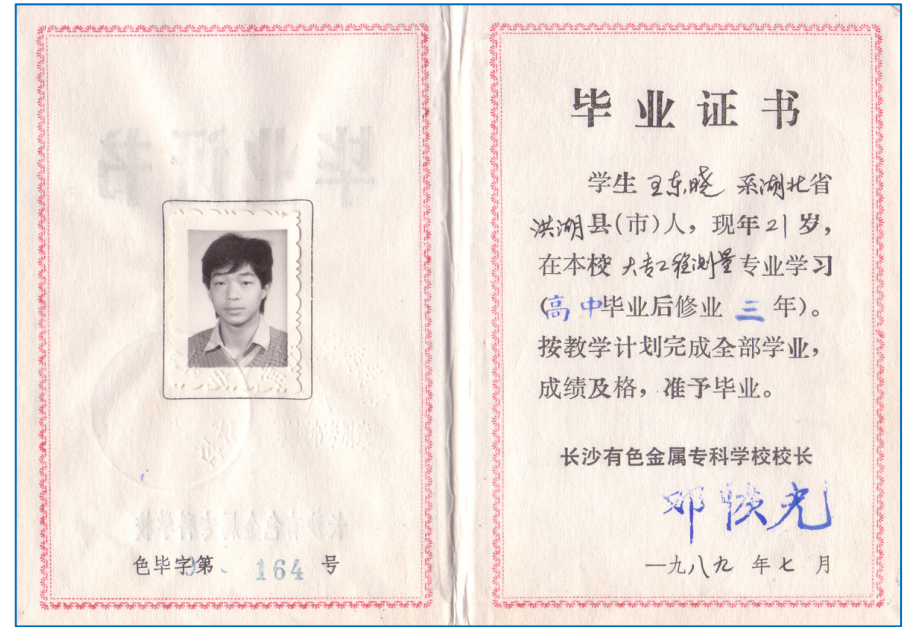 色毕字第 164 号
毕业证书
学生 王东晓 系湖北省
洪湖县(市)人，现年21岁，
在本校 大专工程测量专业学习
(高中毕业后修业 三 年)。
按教学计划完成全部学业，
成绩及格，准予毕业。
长沙有色金属专科学校校长
邓 光
一九八九 年七 月